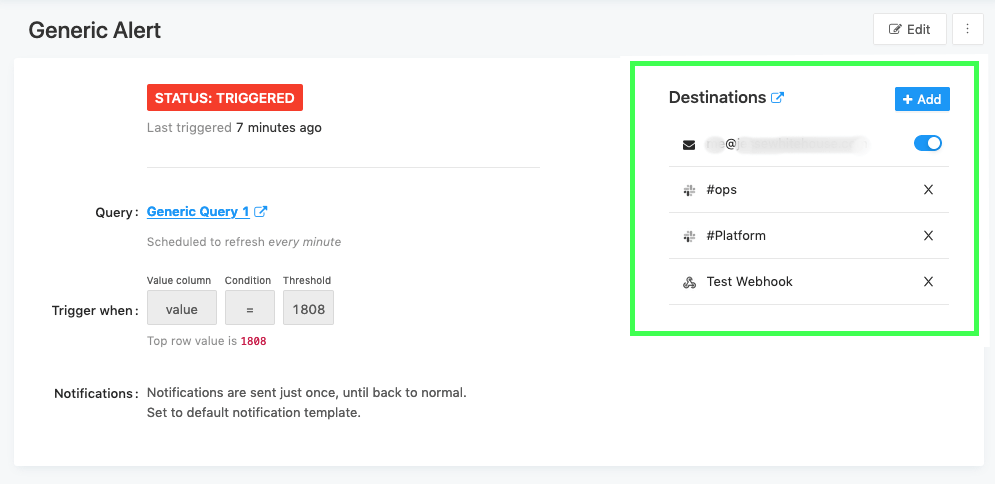 Generic Alert
Edit
STATUS: TRIGGERED
Last triggered 7 minutes ago
Query:
Generic Query 1
Scheduled to refresh every minute
Value column Condition Threshold
Trigger when: value = 1808
Top row value is 1808
Notifications: Notifications are sent just once, until back to normal.
Set to default notification template.
Destinations
+ Add
@
#ops X
#Platform X
Test Webhook X